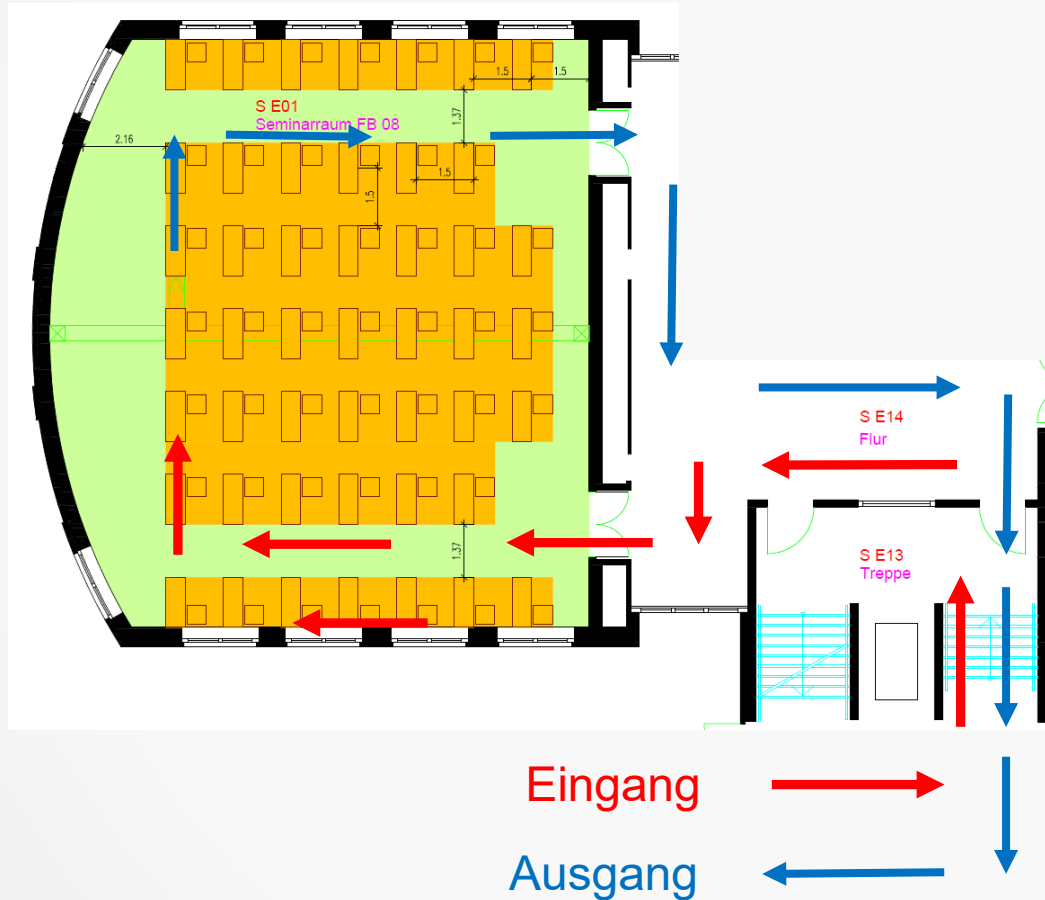 1.5
1.5
S E01
Seminarraum FB 08
1.37
2.16
1.5
1.5
S E14
Flur
1.37
S E13
Treppe
Eingang
Ausgang